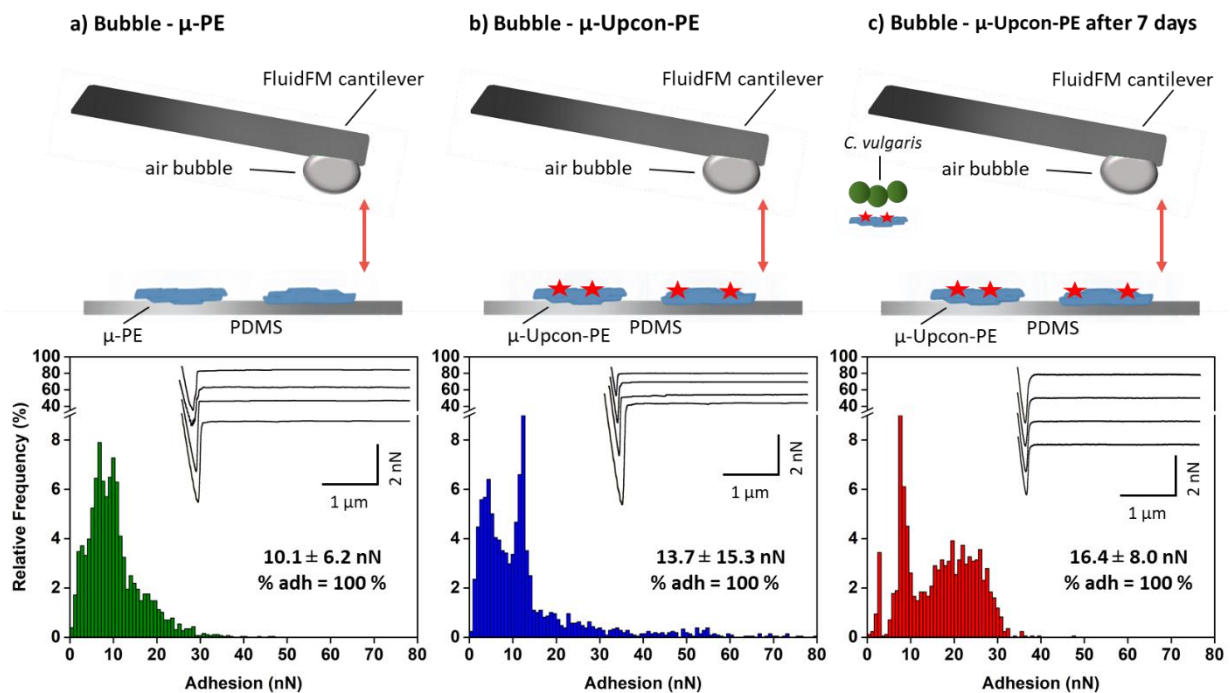 a) Bubble - μ-PE
b) Bubble - μ-Upcon-PE
c) Bubble - μ-Upcon-PE after 7 days
FluidFM cantilever
air bubble
μ-PE
PDMS
FluidFM cantilever
air bubble
μ-Upcon-PE
PDMS
FluidFM cantilever
C. vulgaris
air bubble
μ-Upcon-PE
PDMS
Relative Frequency (%)
100
80
60
40
8
6
4
2
0
2 nN
1 μm
10.1 ± 6.2 nN
% adh = 100 %
0 10 20 30 40 50 60 70 80
Adhesion (nN)
100
80
60
40
8
6
4
2
0
2 nN
1 μm
13.7 ± 15.3 nN
% adh = 100 %
0 10 20 30 40 50 60 70 80
Adhesion (nN)
100
80
60
40
8
6
4
2
0
2 nN
1 μm
16.4 ± 8.0 nN
% adh = 100 %
0 10 20 30 40 50 60 70 80
Adhesion (nN)